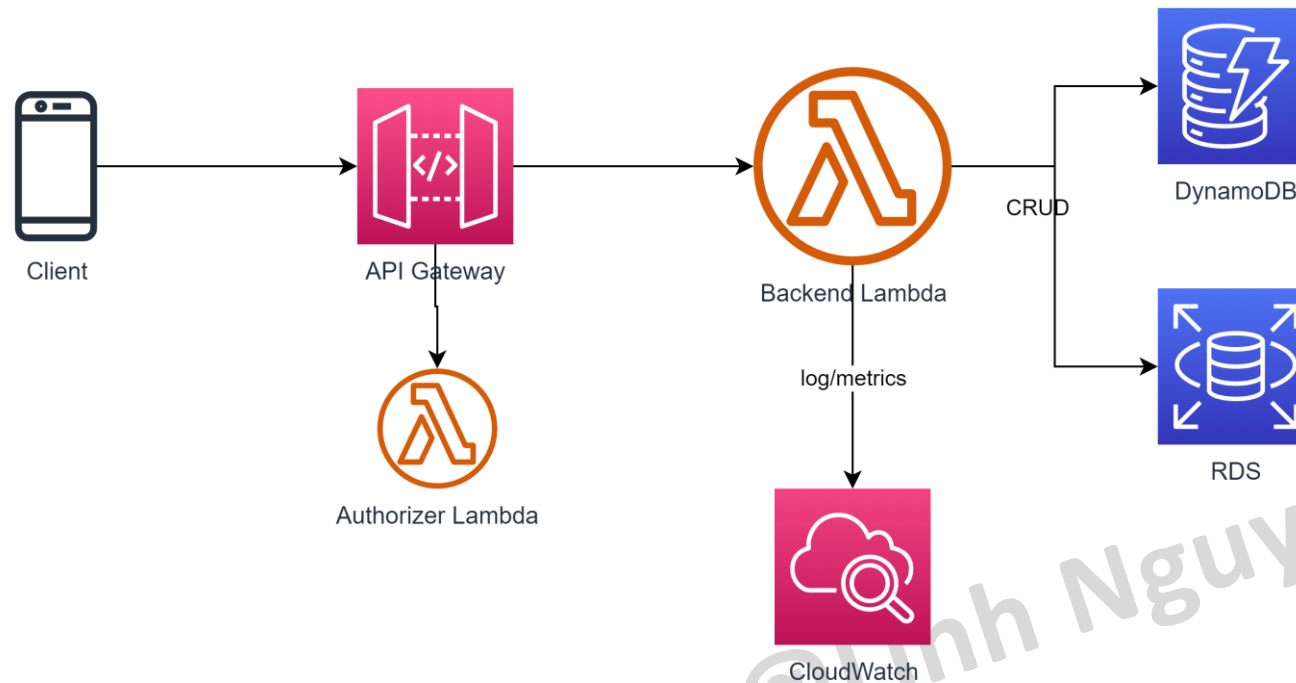 Client
API Gateway
Authorizer Lambda
Backend Lambda
log/metrics
CloudWatch
CRUD
DynamoDB
RDS